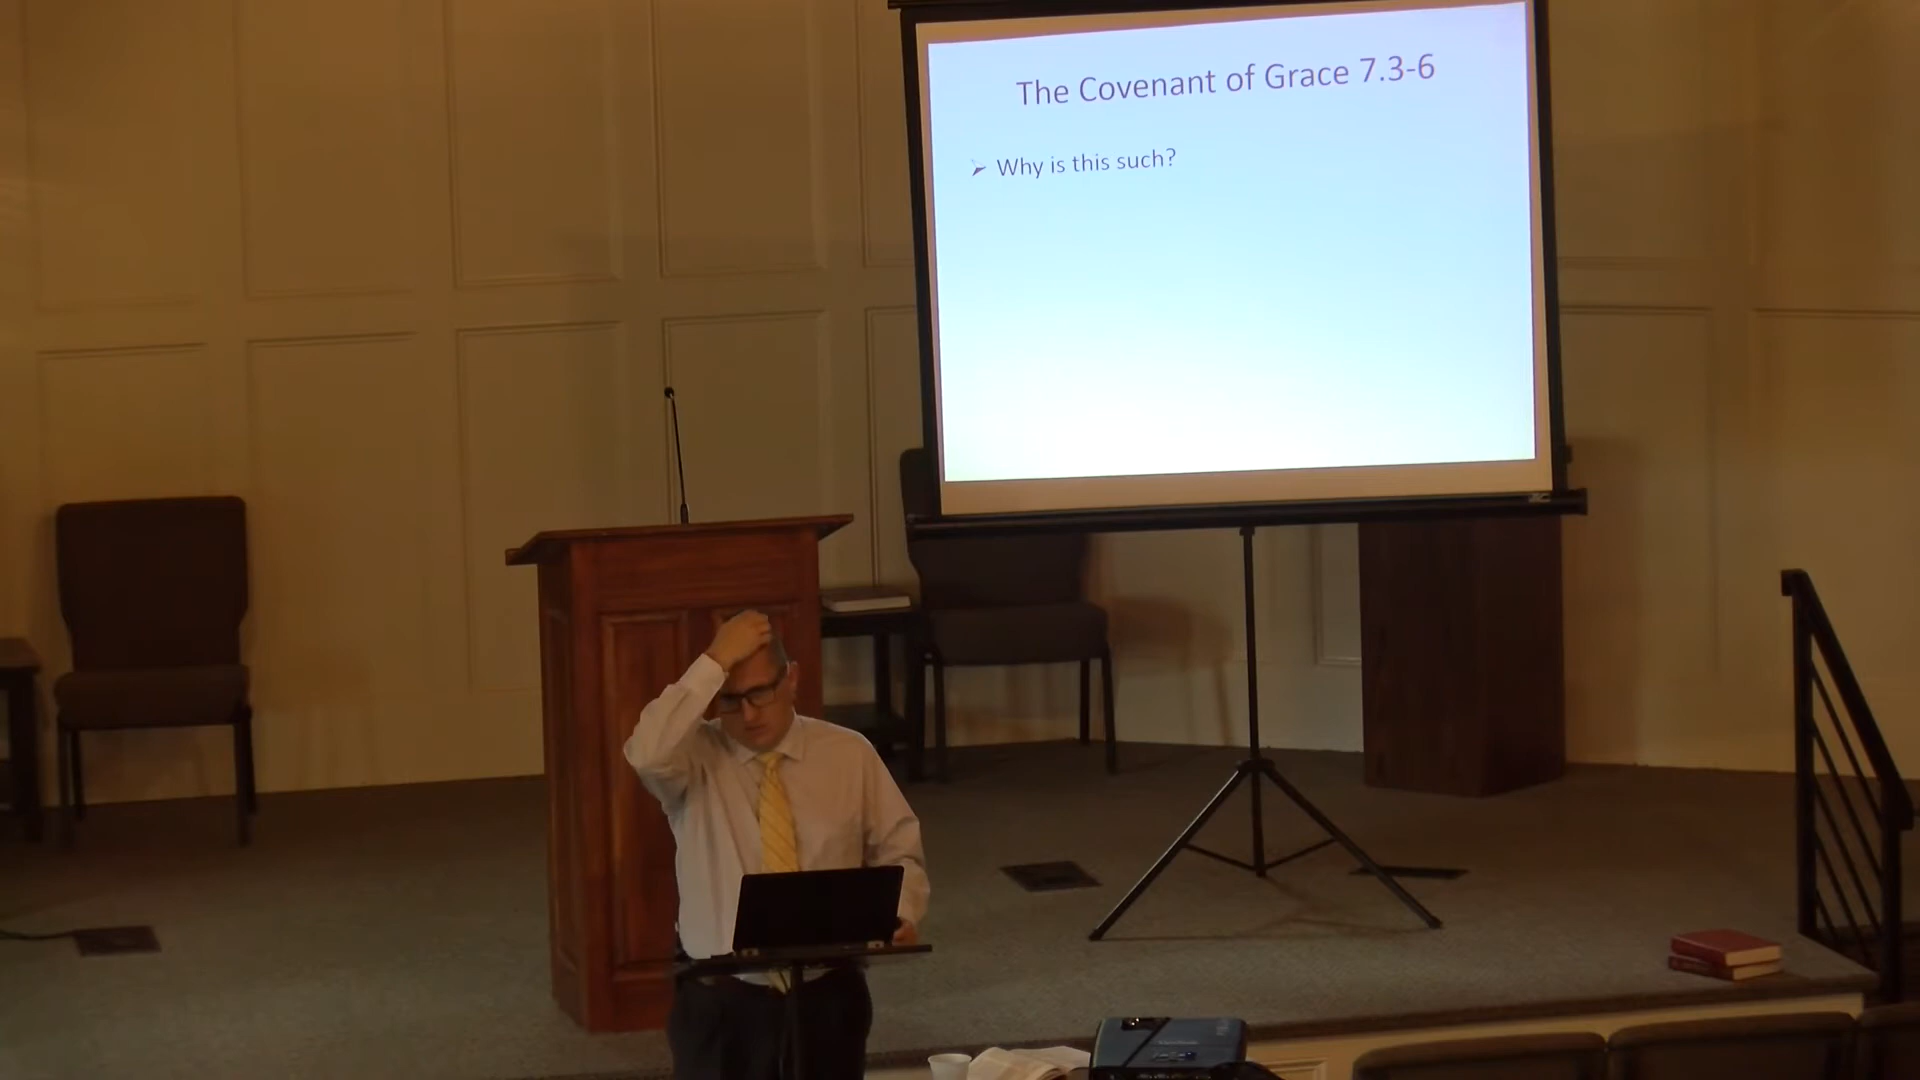 The Covenant of Grace 7.3-6
Why is this such?